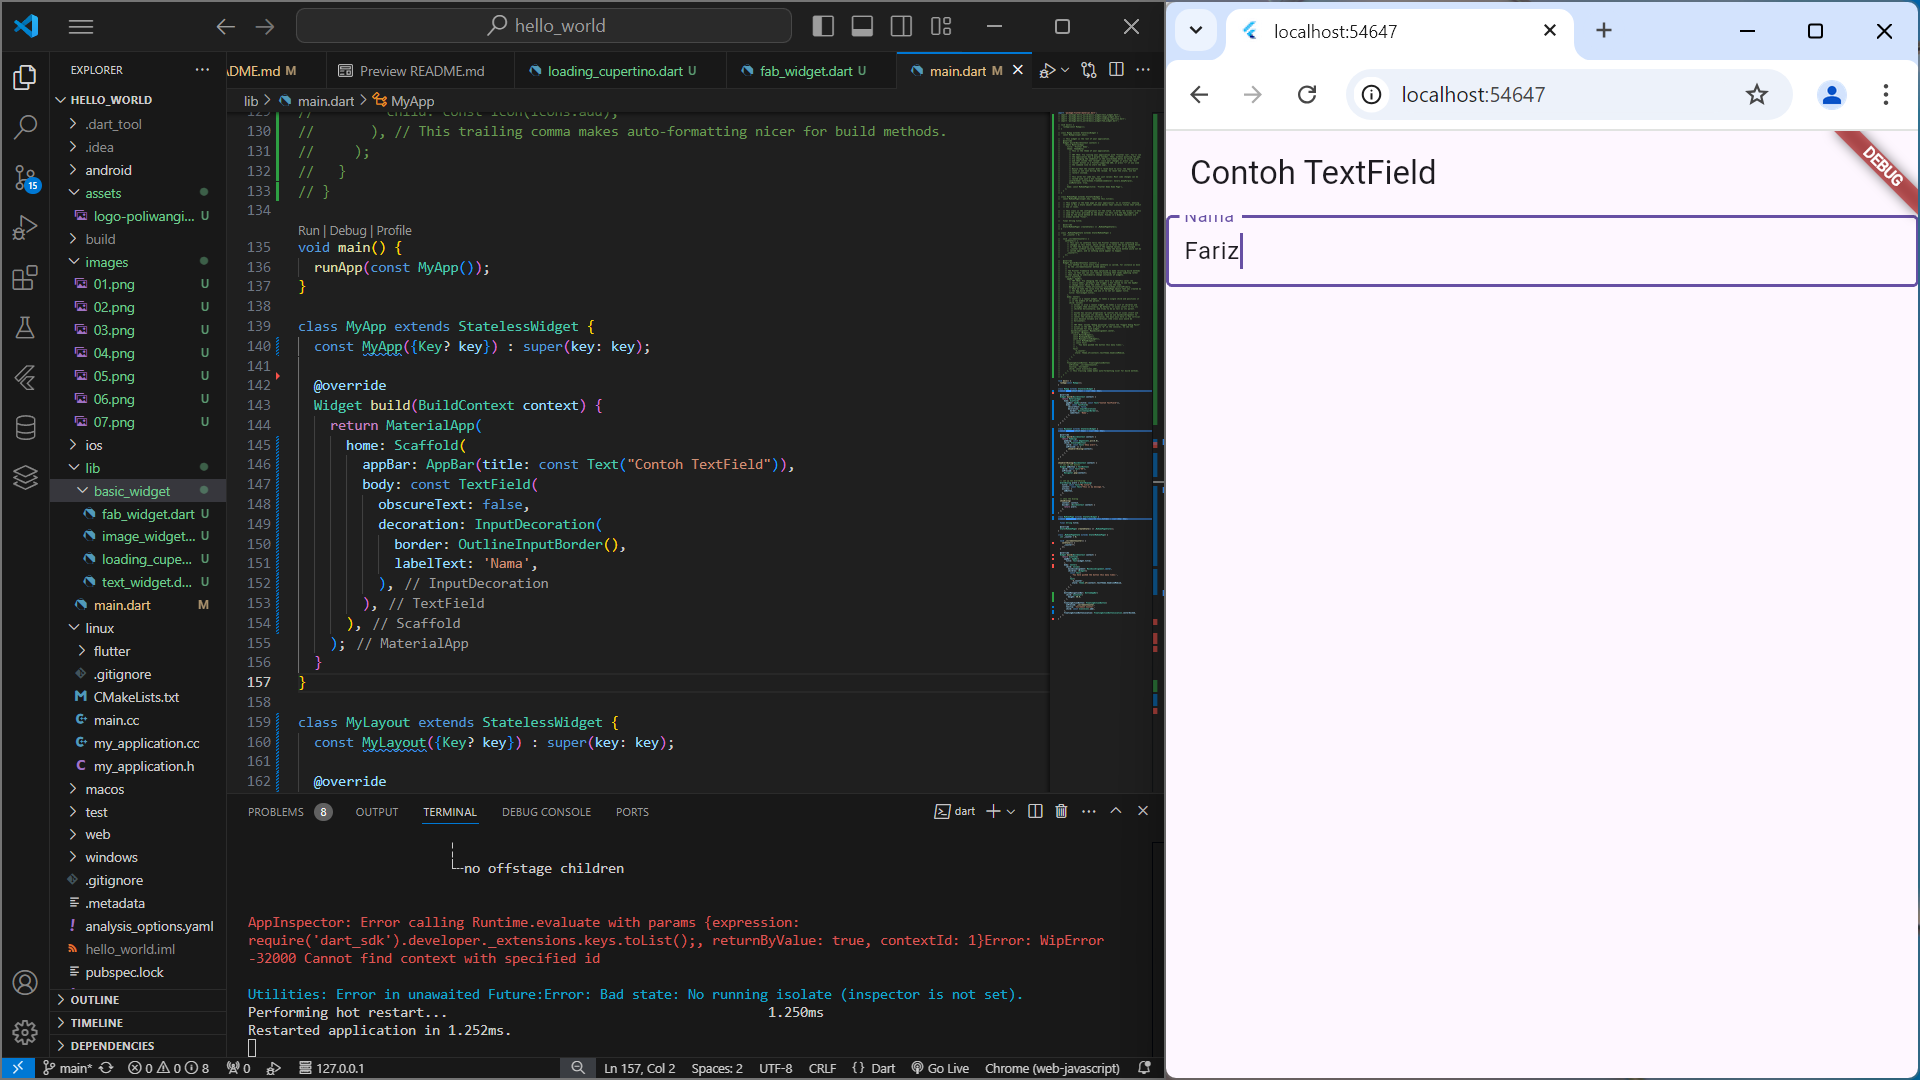 hello_world
EXPLORER
HELLO_WORLD
.dart_tool
.idea
android
assets
logo-poliwangi... U
build
images
01.png U
02.png U
03.png U
04.png U
05.png U
06.png U
07.png U
ios
lib
basic_widget
fab_widget.dart U
image_widget... U
loading_cupe... U
text_widget.d... U
main.dart M
linux
flutter
.gitignore
CMakeLists.txt
main.cc
my_application.cc
my_application.h
macos
test
web
windows
.gitignore
.metadata
analysis_options.yaml
hello_world.iml
pubspec.lock
OUTLINE
TIMELINE
DEPENDENCIES
15
ADME.md M
Preview README.md
loading_cupertino.dart U
fab_widget.dart U
main.dart M
lib > main.dart > MyApp
129 // child: const Icon(Icons.add),
130 // ), // This trailing comma makes auto-formatting nicer for build methods.
131 // );
132 // }
133 // }
134
Run | Debug | Profile
135 void main() {
136 runApp(const MyApp());
137 }
138
139 class MyApp extends StatelessWidget {
140 const MyApp({Key? key}) : super(key: key);
141
142 @override
143 Widget build(BuildContext context) {
144 return MaterialApp(
145 home: Scaffold(
146 appBar: AppBar(title: const Text("Contoh TextField")),
147 body: const TextField(
148 obscureText: false,
149 decoration: InputDecoration(
150 border: OutlineInputBorder(),
151 labelText: 'Nama',
152 ), // InputDecoration
153 ), // TextField
154 ), // Scaffold
155 ); // MaterialApp
156 }
157 }
158
159 class MyLayout extends StatelessWidget {
160 const MyLayout({Key? key}) : super(key: key);
161
162 @override
PROBLEMS 8 OUTPUT TERMINAL DEBUG CONSOLE PORTS
dart
no offstage children
AppInspector: Error calling Runtime.evaluate with params {expression:
require('dart_sdk').developer._extensions.keys.toList();, returnByValue: true, contextId: 1}Error: WipError
-32000 Cannot find context with specified id
Utilities: Error in unawaited Future:Error: Bad state: No running isolate (inspector is not set).
Performing hot restart... 1.250ms
Restarted application in 1.252ms.
main* 0 0 8 0 127.0.0.1 Ln 157, Col 2 Spaces: 2 UTF-8 CRLF {} Dart Go Live Chrome (web-javascript)
localhost:54647
localhost:54647
DEBUG
Contoh TextField
Nama
Fariz